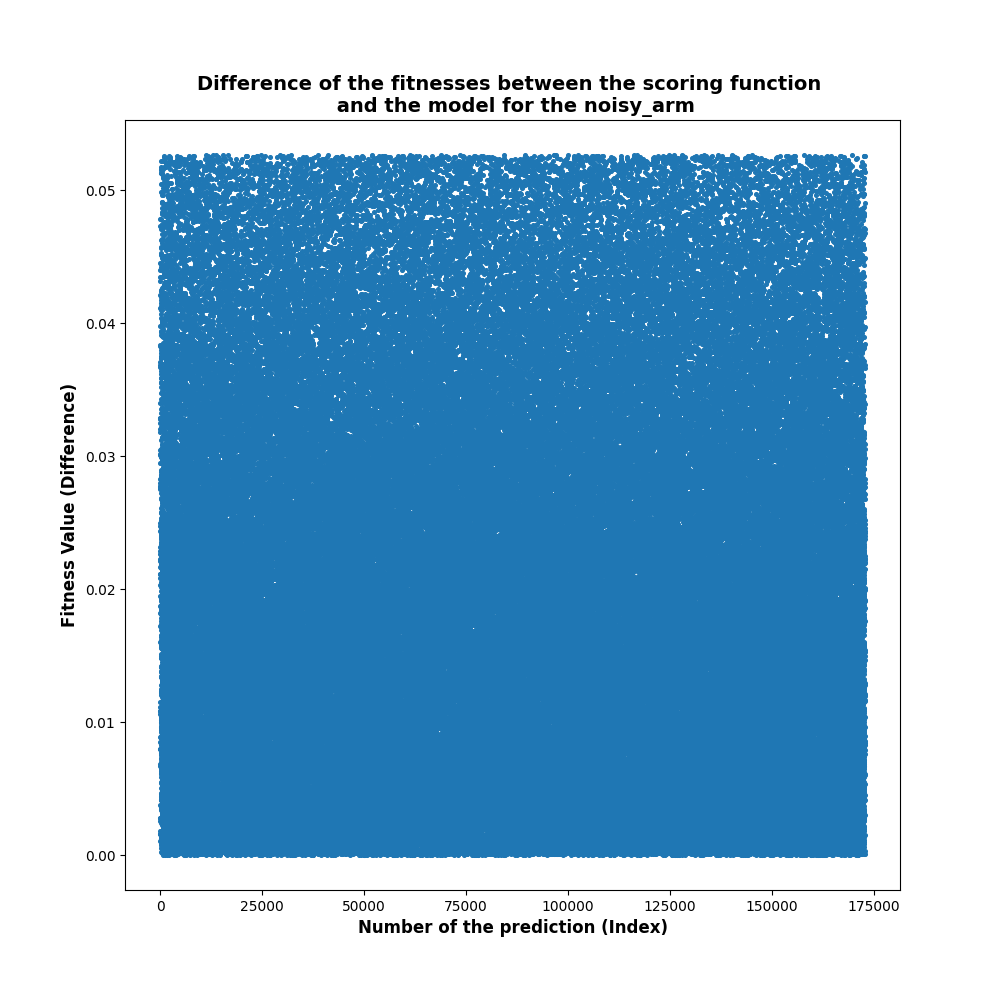 Difference of the fitnesses between the scoring function
and the model for the noisy_arm
0.05
0.04
0.03
0.02
0.01
0.00
Fitness Value (Difference)
0 25000 50000 75000 100000 125000 150000 175000
Number of the prediction (Index)